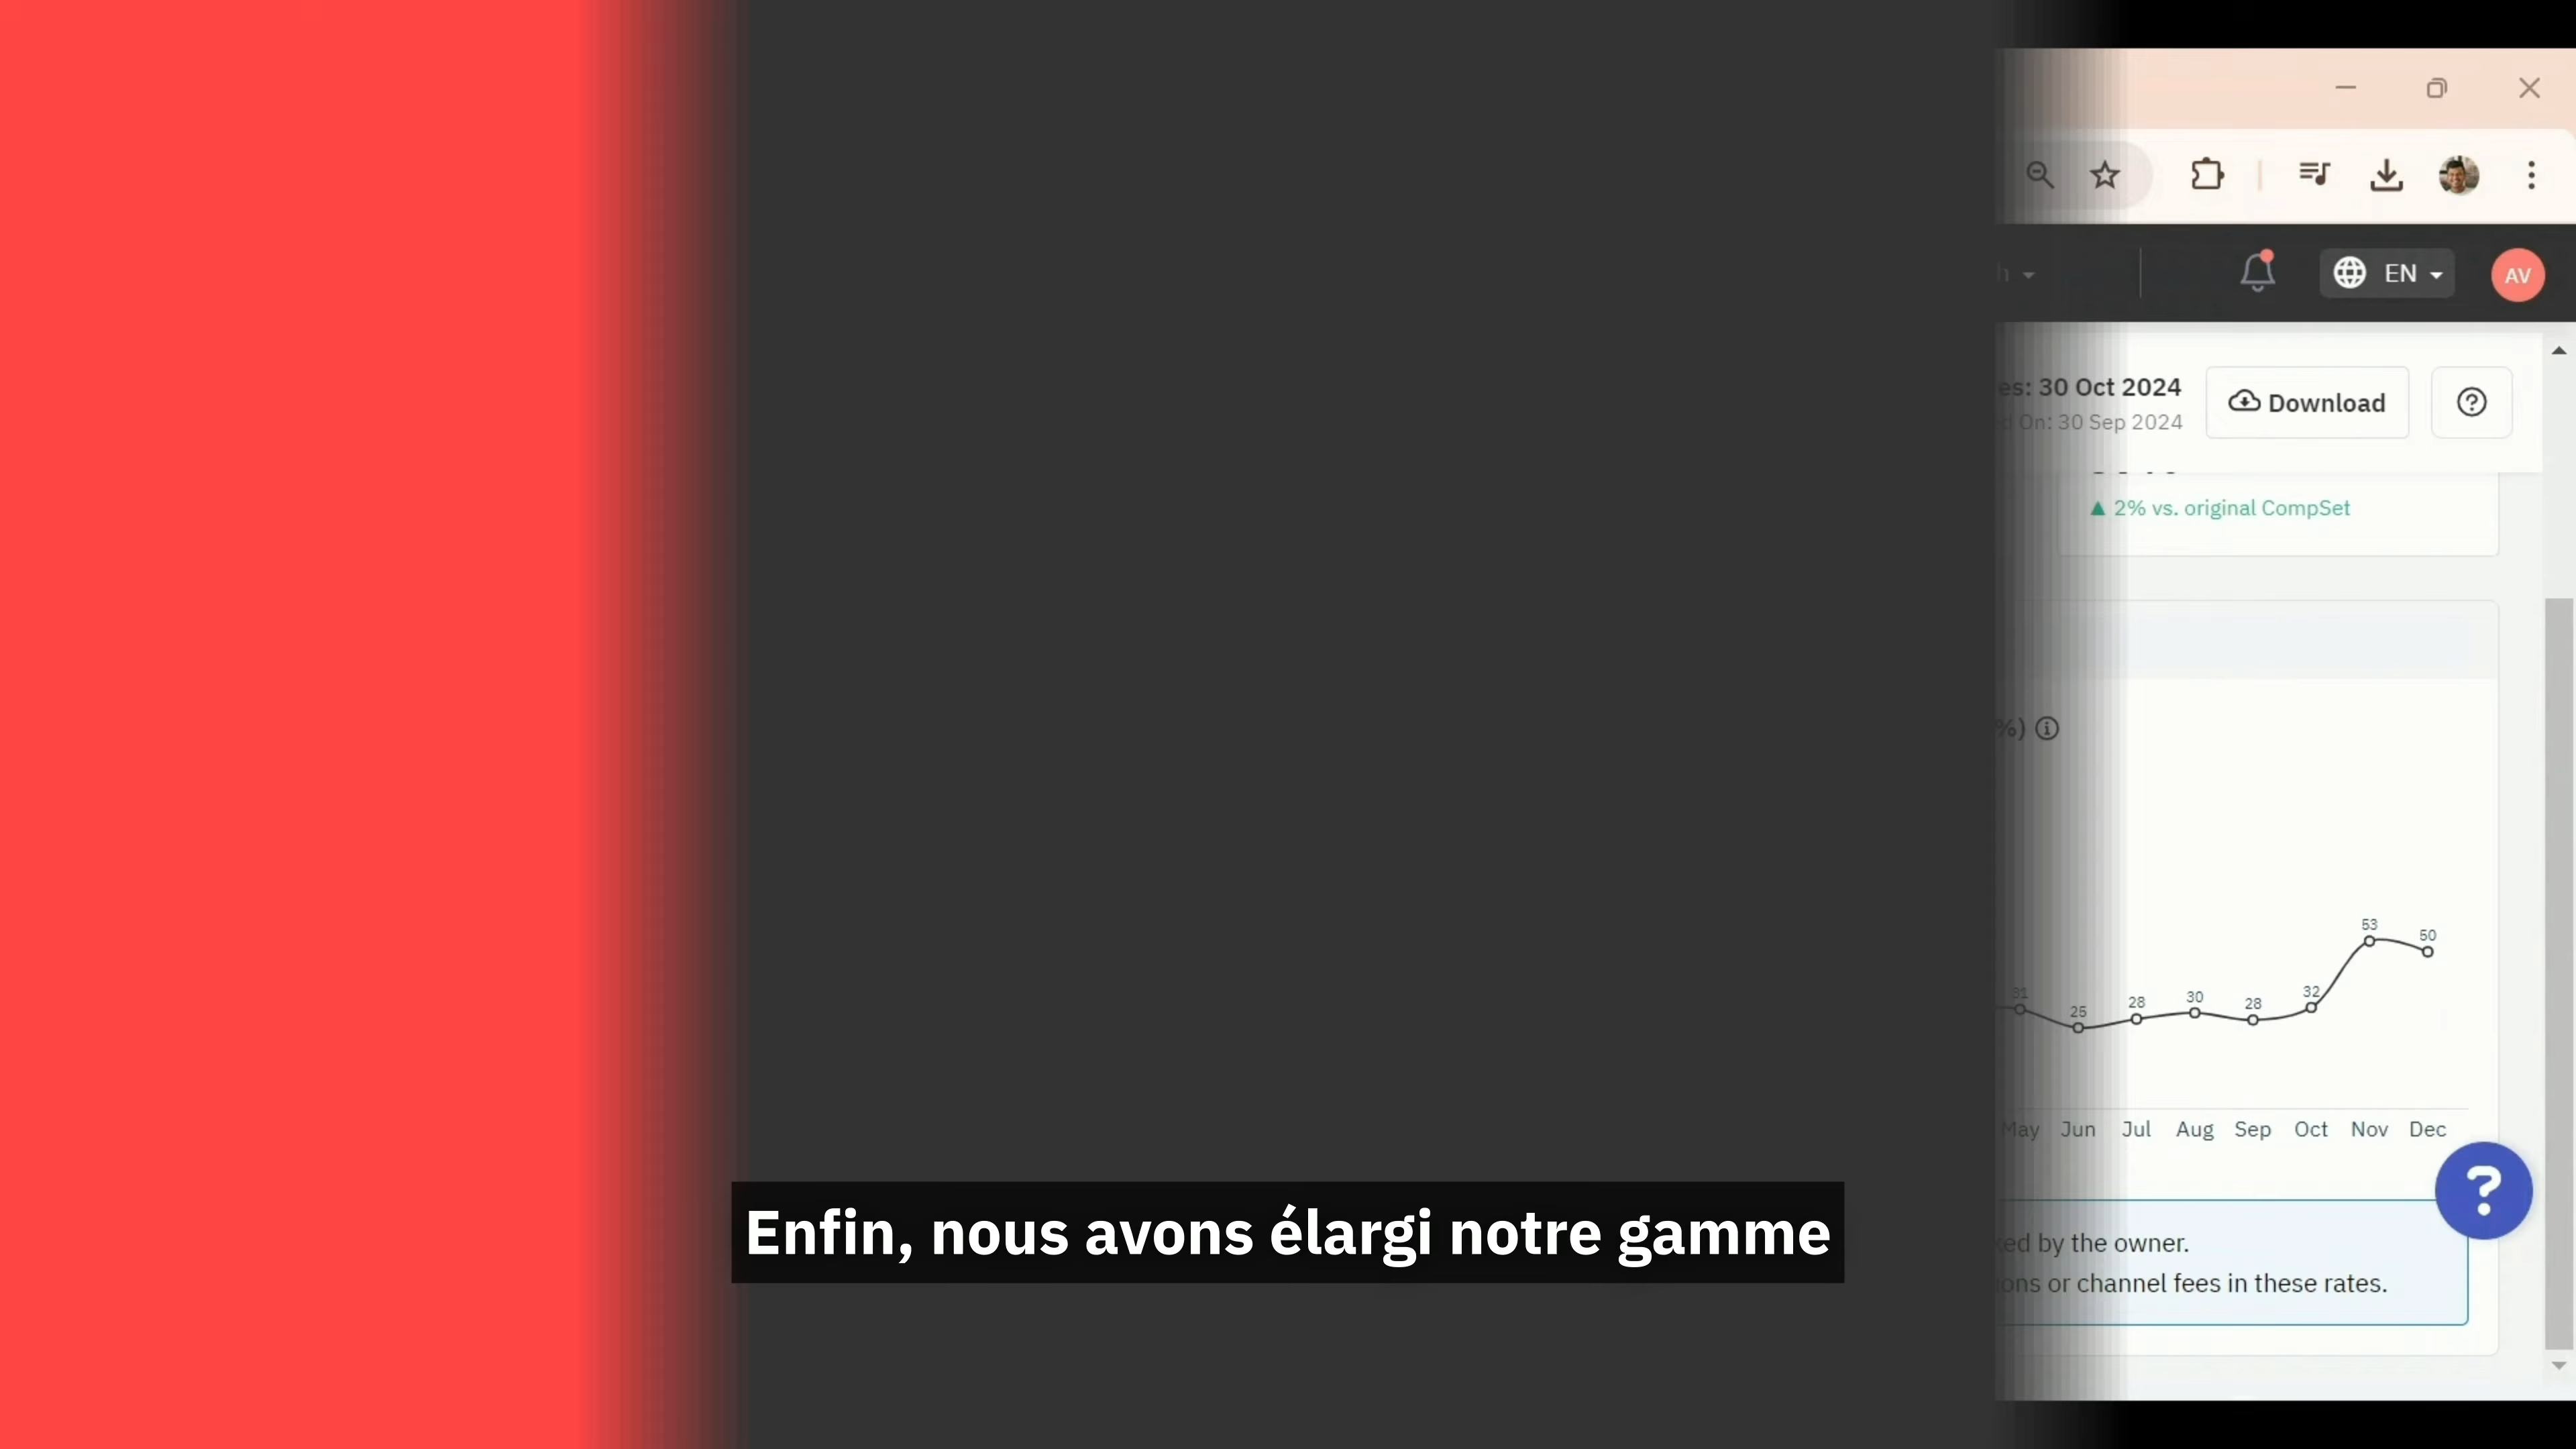 EN
AV
es: 30 Oct 2024
d On: 30 Sep 2024
Download
▲ 2% vs. original CompSet
%)
53
50
31
25
28
30
28
32
May Jun Jul Aug Sep Oct Nov Dec
ked by the owner.
ions or channel fees in these rates.
Enfin, nous avons élargi notre gamme